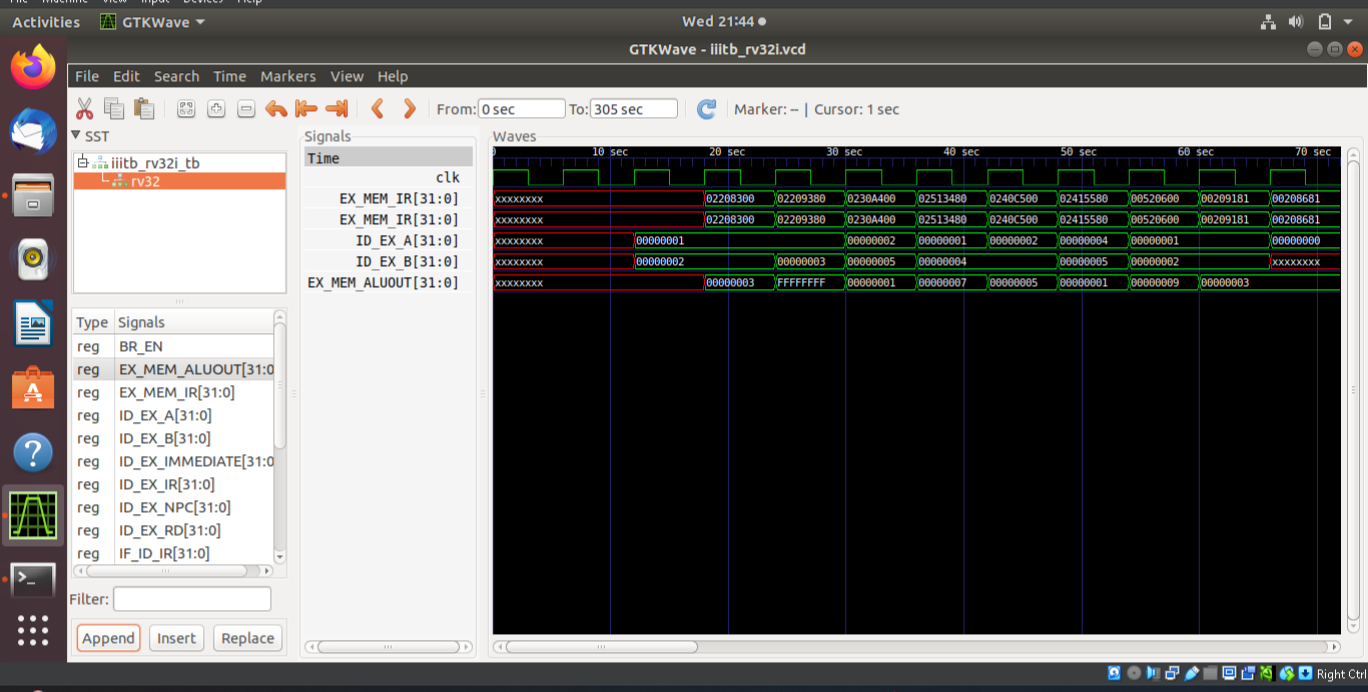 File Machine View Input Devices Help
Activities GTKWave Wed 21:44
GTKWave - iiitb_rv32i.vcd
File Edit Search Time Markers View Help
From: 0 sec To: 305 sec Marker: -- | Cursor: 1 sec
SST
iiitb_rv32i_tb
rv32
Type Signals
reg BR_EN
reg EX_MEM_ALUOUT[31:0
reg EX_MEM_IR[31:0]
reg ID_EX_A[31:0]
reg ID_EX_B[31:0]
reg ID_EX_IMMEDIATE[31:0
reg ID_EX_IR[31:0]
reg ID_EX_NPC[31:0]
reg ID_EX_RD[31:0]
reg IF_ID_IR[31:0]
Filter:
Append Insert Replace
Signals
Time
clk
EX_MEM_IR[31:0]
EX_MEM_IR[31:0]
ID_EX_A[31:0]
ID_EX_B[31:0]
EX_MEM_ALUOUT[31:0]
Waves
0 10 sec 20 sec 30 sec 40 sec 50 sec 60 sec 70 sec
xxxxxxxx 02208300 02209380 0230A400 02513480 0240C500 02415580 00520600 00209181 00208681
xxxxxxxx 02208300 02209380 0230A400 02513480 0240C500 02415580 00520600 00209181 00208681
xxxxxxxx 00000001 00000002 00000001 00000002 00000004 00000001 00000000
xxxxxxxx 00000002 00000003 00000005 00000004 00000005 00000002 xxxxxxxx
xxxxxxxx 00000003 FFFFFFFF 00000001 00000007 00000005 00000001 00000009 00000003
Right Ctrl